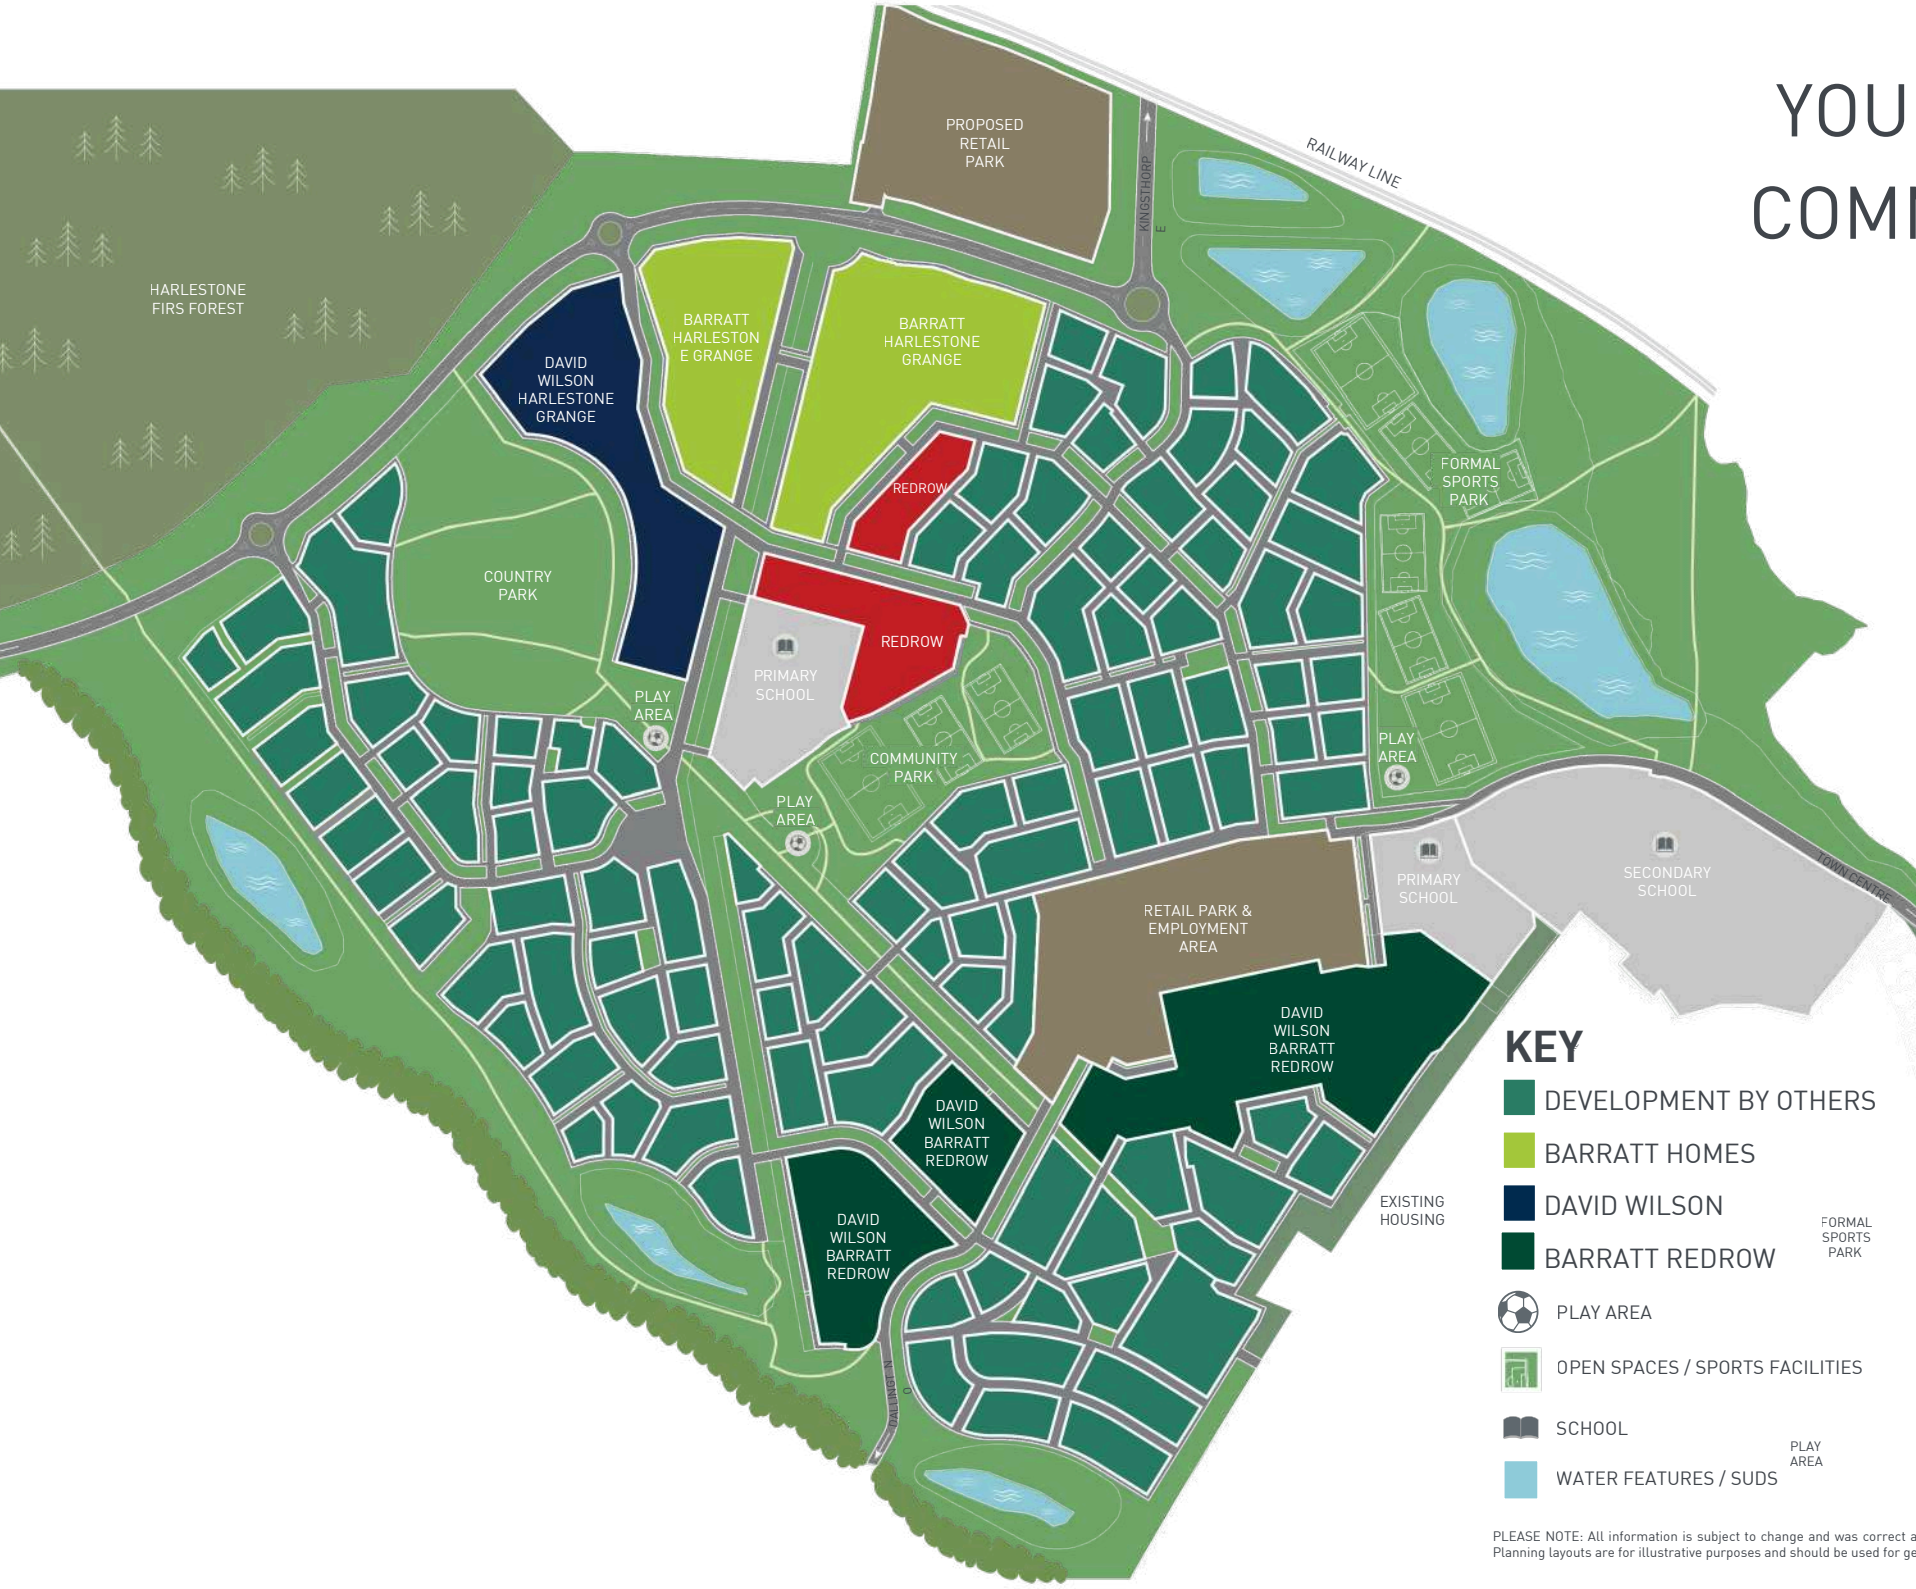 YOU
COMM
PROPOSED
RETAIL
PARK
KINGSTHORP
E
RAILWAY LINE
HARLESTONE
FIRS FOREST
BARRATT
HARLESTON
E GRANGE
BARRATT
HARLESTONE
GRANGE
DAVID
WILSON
HARLESTONE
GRANGE
REDROW
FORMAL
SPORTS
PARK
COUNTRY
PARK
REDROW
PRIMARY
SCHOOL
PLAY
AREA
COMMUNITY
PARK
PLAY
AREA
PLAY
AREA
PRIMARY
SCHOOL
SECONDARY
SCHOOL
TOWN CENTRE
RETAIL PARK &
EMPLOYMENT
AREA
DAVID
WILSON
BARRATT
REDROW
DAVID
WILSON
BARRATT
REDROW
DAVID
WILSON
BARRATT
REDROW
DALLINGT N
O
EXISTING
HOUSING
KEY
DEVELOPMENT BY OTHERS
BARRATT HOMES
DAVID WILSON
BARRATT REDROW
FORMAL
SPORTS
PARK
PLAY AREA
OPEN SPACES / SPORTS FACILITIES
SCHOOL
PLAY
AREA
WATER FEATURES / SUDS
PLEASE NOTE: All information is subject to change and was correct a
Planning layouts are for illustrative purposes and should be used for ge